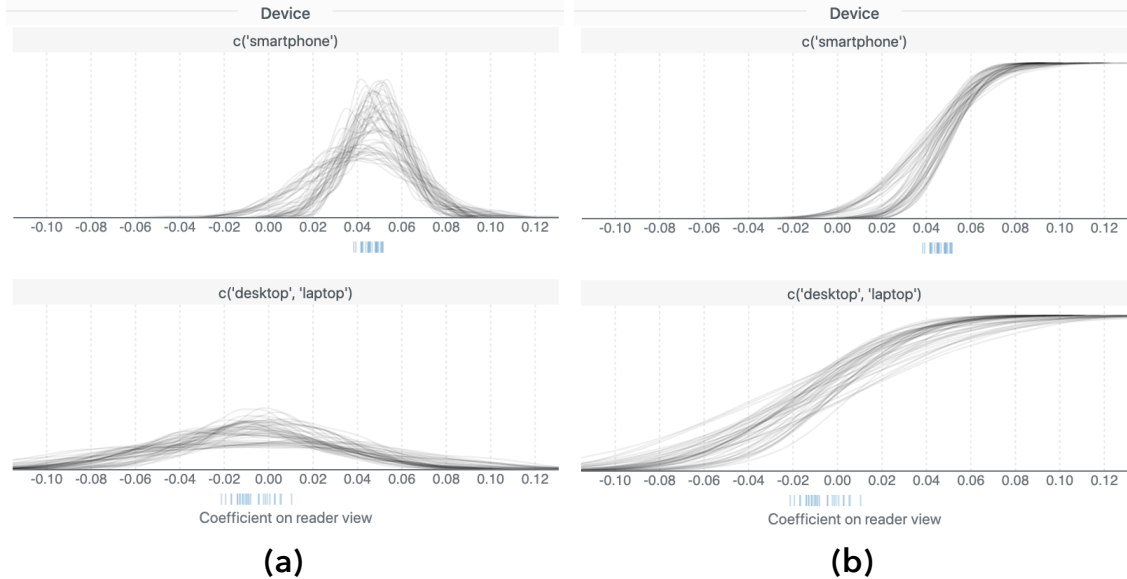 Device
c('smartphone')
-0.10 -0.08 -0.06 -0.04 -0.02 0.00 0.02 0.04 0.06 0.08 0.10 0.12
c('desktop', 'laptop')
-0.10 -0.08 -0.06 -0.04 -0.02 0.00 0.02 0.04 0.06 0.08 0.10 0.12
Coefficient on reader view
(a)
Device
c('smartphone')
-0.10 -0.08 -0.06 -0.04 -0.02 0.00 0.02 0.04 0.06 0.08 0.10 0.12
c('desktop', 'laptop')
-0.10 -0.08 -0.06 -0.04 -0.02 0.00 0.02 0.04 0.06 0.08 0.10 0.12
Coefficient on reader view
(b)